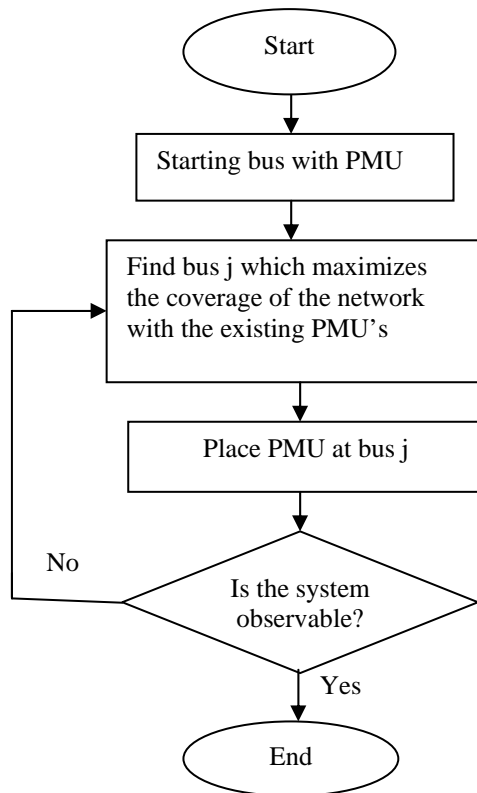 Start
Starting bus with PMU
Find bus j which maximizes
the coverage of the network
with the existing PMU's
Place PMU at bus j
No
Is the system
observable?
Yes
End